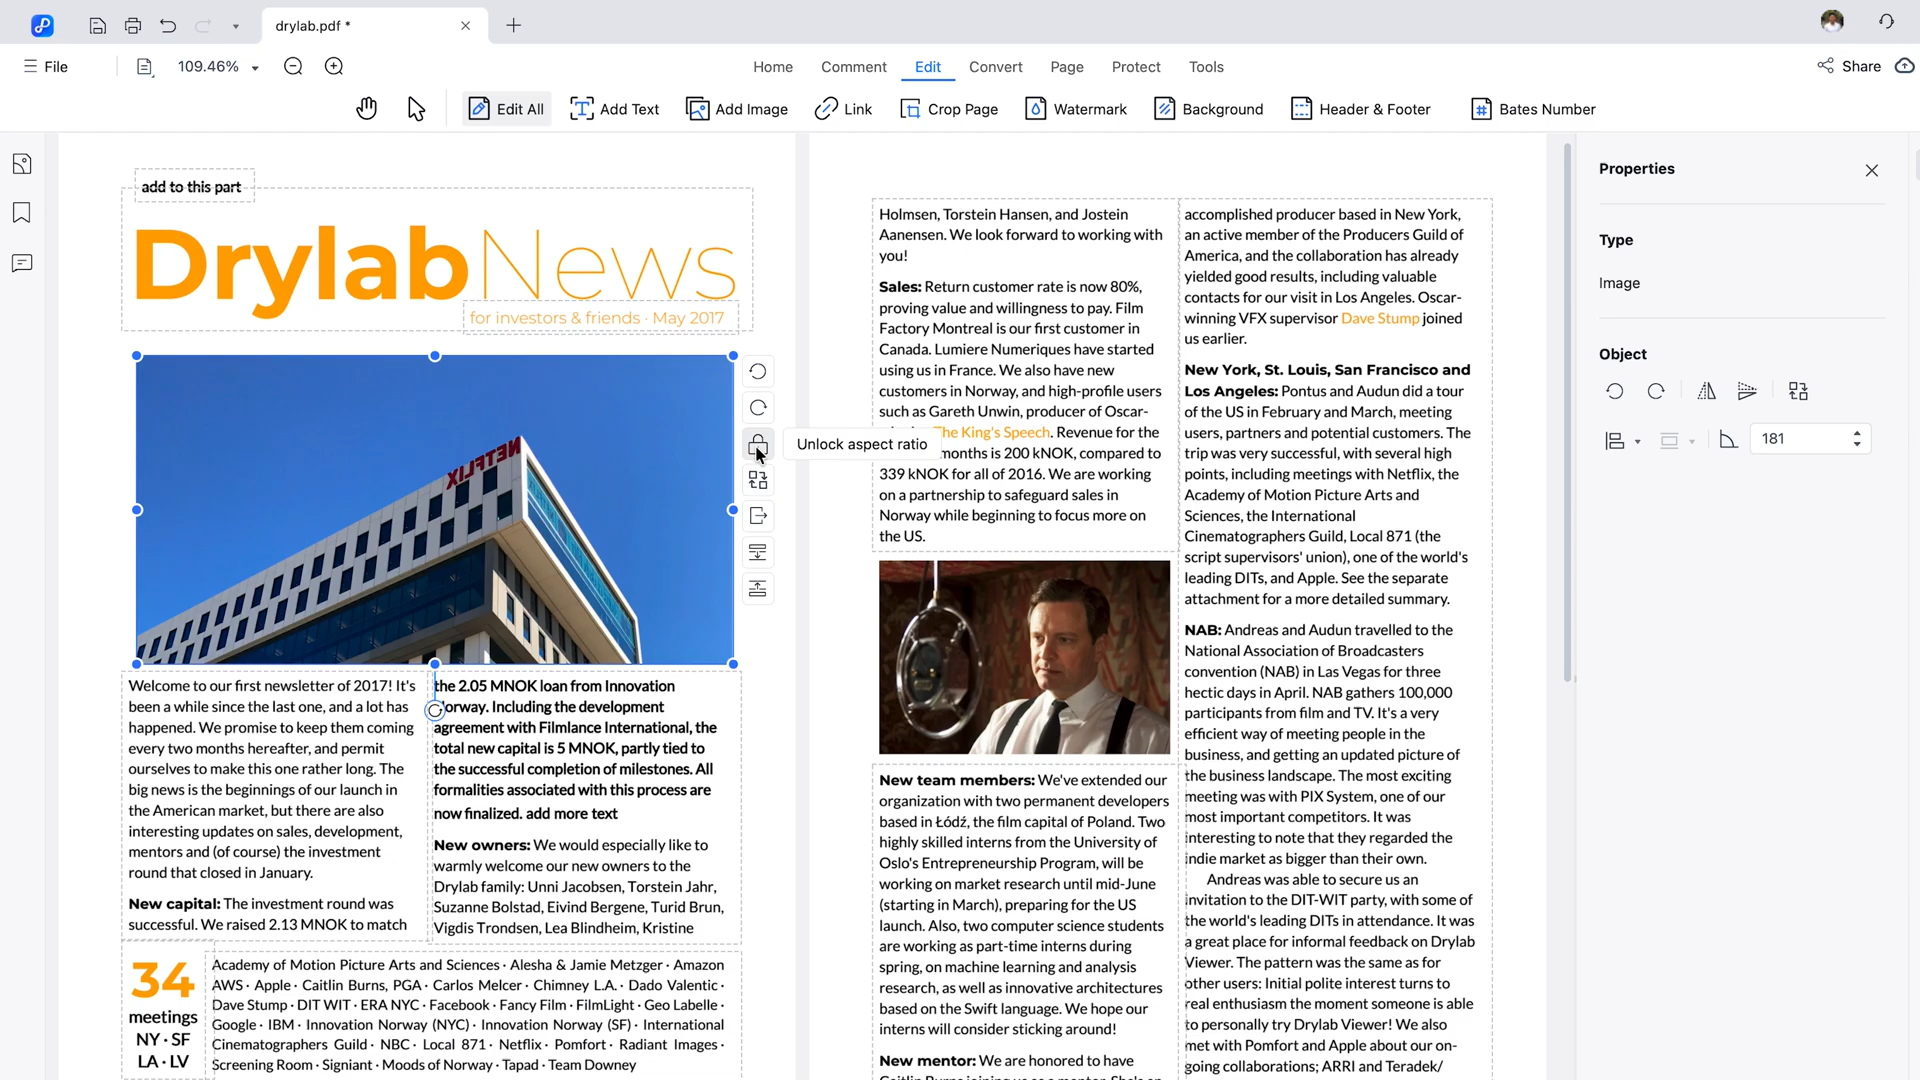 drylab.pdf *
File
109.46%
Home
Comment
Edit
Convert
Page
Protect
Tools
Share
Edit All
Add Text
Add Image
Link
Crop Page
Watermark
Background
Header & Footer
Bates Number
add to this part
DrylabNews
for investors & friends · May 2017
NETFLIX
Unlock aspect ratio
Welcome to our first newsletter of 2017! It's
been a while since the last one, and a lot has
happened. We promise to keep them coming
every two months hereafter, and permit
ourselves to make this one rather long. The
big news is the beginnings of our launch in
the American market, but there are also
interesting updates on sales, development,
mentors and (of course) the investment
round that closed in January.
New capital: The investment round was
successful. We raised 2.13 MNOK to match
the 2.05 MNOK loan from Innovation
orway. Including the development
agreement with Filmlance International, the
total new capital is 5 MNOK, partly tied to
the successful completion of milestones. All
formalities associated with this process are
now finalized. add more text
New owners: We would especially like to
warmly welcome our new owners to the
Drylab family: Unni Jacobsen, Torstein Jahr,
Suzanne Bolstad, Eivind Bergene, Turid Brun,
Vigdis Trondsen, Lea Blindheim, Kristine
34
meetings
NY · SF
LA · LV
Academy of Motion Picture Arts and Sciences · Alesha & Jamie Metzger · Amazon
AWS · Apple · Caitlin Burns, PGA · Carlos Melcer · Chimney L.A. · Dado Valentic ·
Dave Stump · DIT WIT · ERA NYC · Facebook · Fancy Film · FilmLight · Geo Labelle ·
Google · IBM · Innovation Norway (NYC) · Innovation Norway (SF) · International
Cinematographers Guild · NBC · Local 871 · Netflix · Pomfort · Radiant Images ·
Screening Room · Signiant · Moods of Norway · Tapad · Team Downey
Holmsen, Torstein Hansen, and Jostein
Aanensen. We look forward to working with
you!
Sales: Return customer rate is now 80%,
proving value and willingness to pay. Film
Factory Montreal is our first customer in
Canada. Lumiere Numeriques have started
using us in France. We also have new
customers in Norway, and high-profile users
such as Gareth Unwin, producer of Oscar-
The King's Speech. Revenue for the
months is 200 kNOK, compared to
339 kNOK for all of 2016. We are working
on a partnership to safeguard sales in
Norway while beginning to focus more on
the US.
New team members: We've extended our
organization with two permanent developers
based in Łódź, the film capital of Poland. Two
highly skilled interns from the University of
Oslo's Entrepreneurship Program, will be
working on market research until mid-June
(starting in March), preparing for the US
launch. Also, two computer science students
are working as part-time interns during
spring, on machine learning and analysis
research, as well as innovative architectures
based on the Swift language. We hope our
interns will consider sticking around!
New mentor: We are honored to have
accomplished producer based in New York,
an active member of the Producers Guild of
America, and the collaboration has already
yielded good results, including valuable
contacts for our visit in Los Angeles. Oscar-
winning VFX supervisor Dave Stump joined
us earlier.
New York, St. Louis, San Francisco and
Los Angeles: Pontus and Audun did a tour
of the US in February and March, meeting
users, partners and potential customers. The
trip was very successful, with several high
points, including meetings with Netflix, the
Academy of Motion Picture Arts and
Sciences, the International
Cinematographers Guild, Local 871 (the
script supervisors' union), one of the world's
leading DITs, and Apple. See the separate
attachment for a more detailed summary.
NAB: Andreas and Audun travelled to the
National Association of Broadcasters
convention (NAB) in Las Vegas for three
hectic days in April. NAB gathers 100,000
participants from film and TV. It's a very
efficient way of meeting people in the
business, and getting an updated picture of
the business landscape. The most exciting
meeting was with PIX System, one of our
most important competitors. It was
interesting to note that they regarded the
indie market as bigger than their own.
Andreas was able to secure us an
invitation to the DIT-WIT party, with some of
the world's leading DITs in attendance. It was
a great place for informal feedback on Drylab
Viewer. The pattern was the same as for
other users: Initial polite interest turns to
real enthusiasm the moment someone is able
to personally try Drylab Viewer! We also
met with Pomfort and Apple about our on-
going collaborations; ARRI and Teradek/
Properties
Type
Image
Object
181